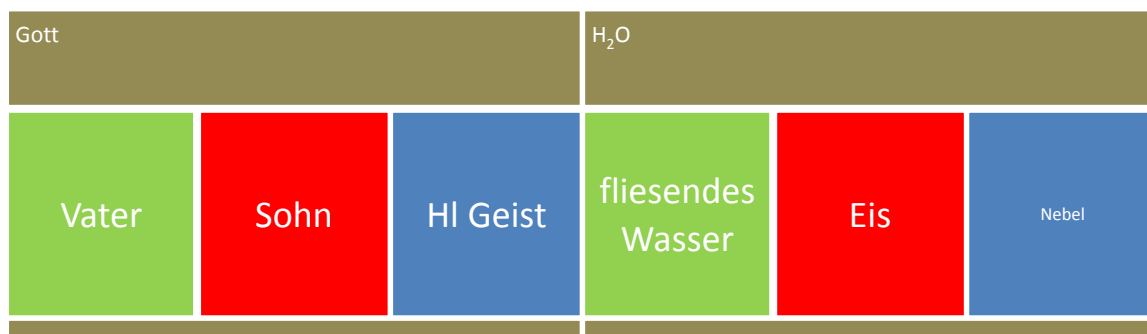 Gott
H₂O
Vater
Sohn
Hl Geist
fliesendes
Wasser
Eis
Nebel